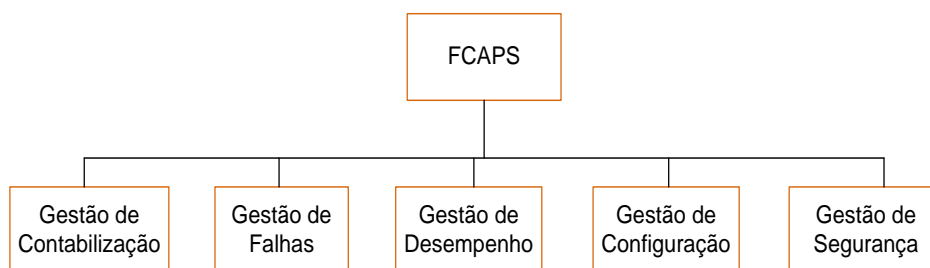 FCAPS
Gestão de
Contabilização
Gestão de
Falhas
Gestão de
Desempenho
Gestão de
Configuração
Gestão de
Segurança